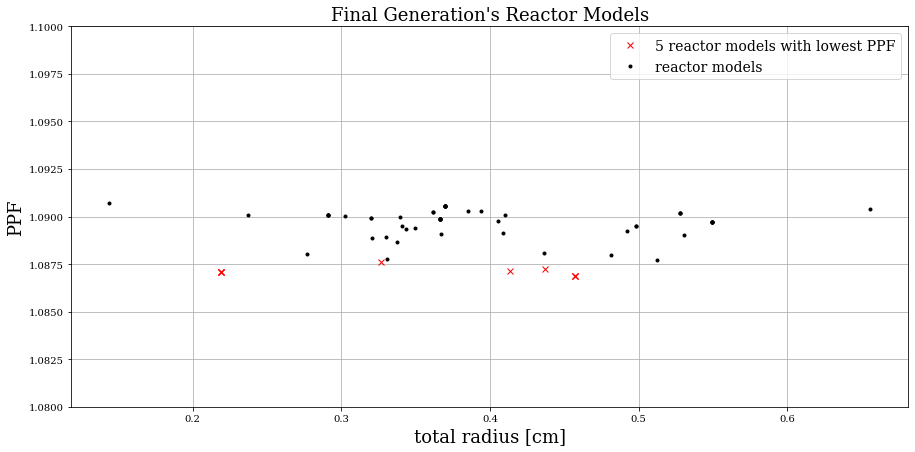 Final Generation's Reactor Models
5 reactor models with lowest PPF
reactor models
PPF
1.1000
1.0975
1.0950
1.0925
1.0900
1.0875
1.0850
1.0825
1.0800
0.2 0.3 0.4 0.5 0.6
total radius [cm]